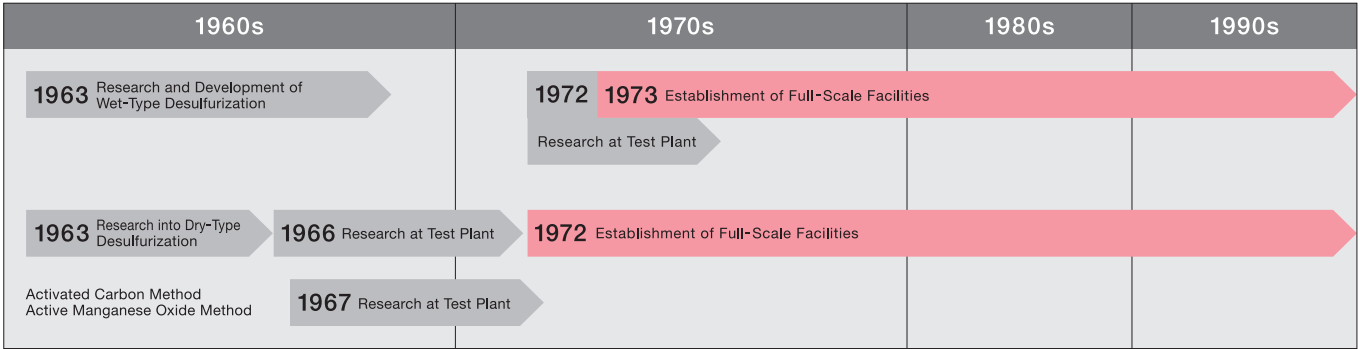 1960s
1970s
1980s
1990s
1963 Research and Development of
Wet-Type Desulfurization
1972
1973 Establishment of Full-Scale Facilities
Research at Test Plant
1963 Research into Dry-Type
Desulfurization
1966 Research at Test Plant
1972 Establishment of Full-Scale Facilities
Activated Carbon Method
Active Manganese Oxide Method
1967 Research at Test Plant